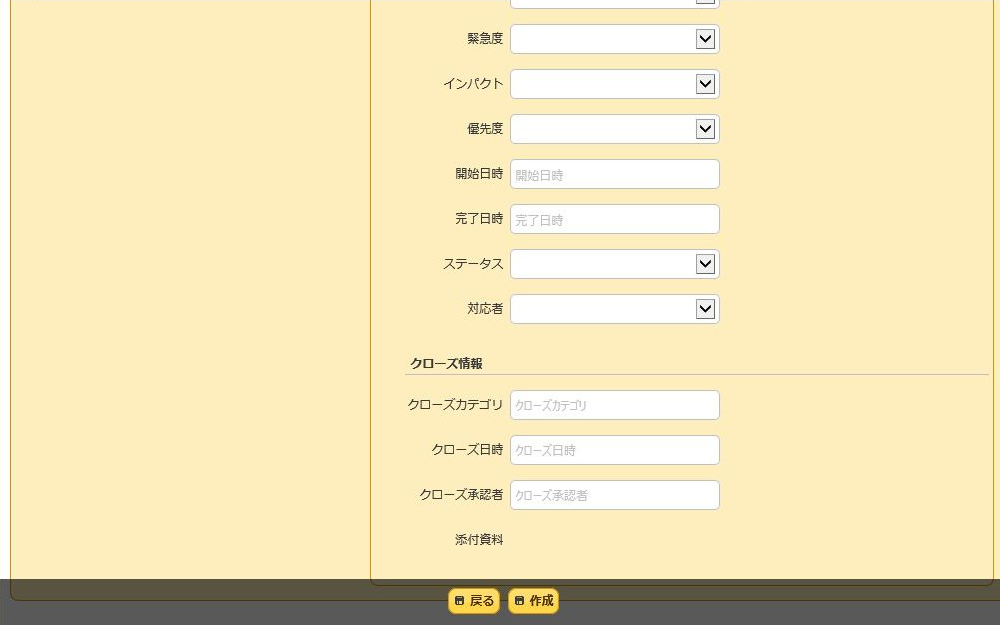 緊急度
インパクト
優先度
開始日時 開始日時
完了日時 完了日時
ステータス
対応者
クローズ情報
クローズカテゴリ クローズカテゴリ
クローズ日時 クローズ日時
クローズ承認者 クローズ承認者
添付資料
戻る 作成